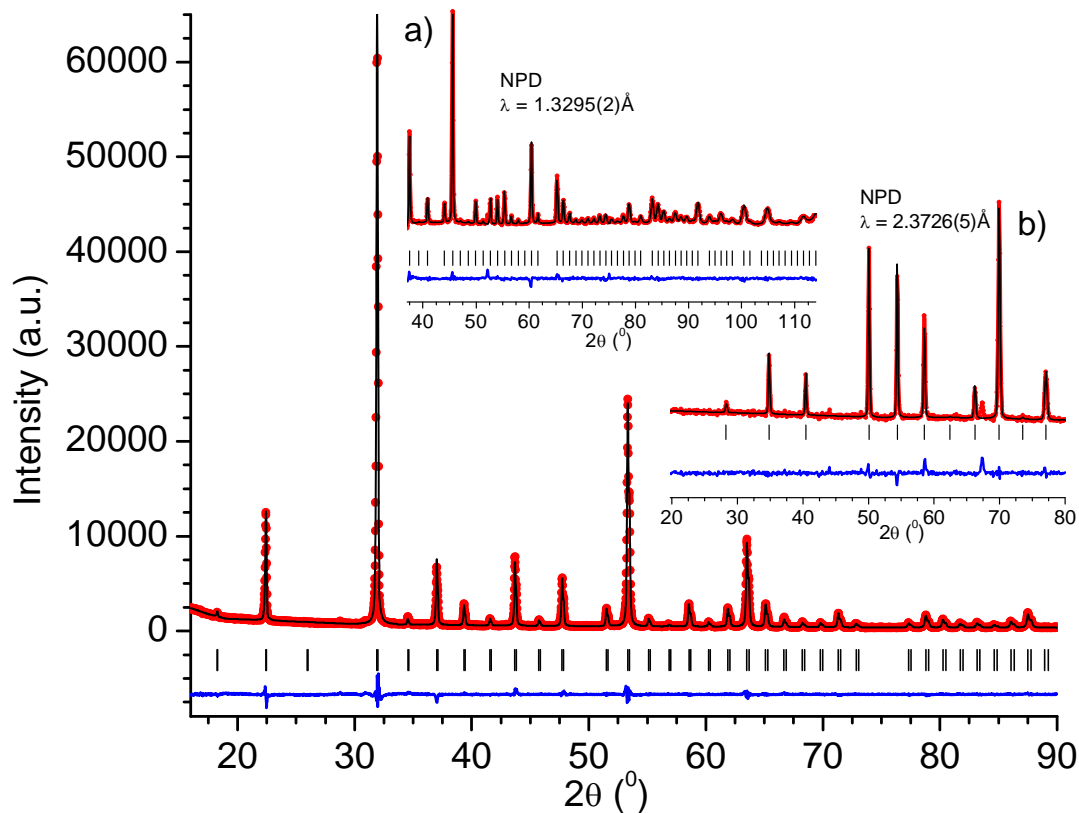 a)
NPD
λ = 1.3295(2)Å
40 50 60 70 80 90 100 110
2θ (⁰)
NPD
λ = 2.3726(5)Å
b)
20 30 40 50 60 70 80
2θ (⁰)
Intensity (a.u.)
60000
50000
40000
30000
20000
10000
0
20 30 40 50 60 70 80 90
2θ (⁰)